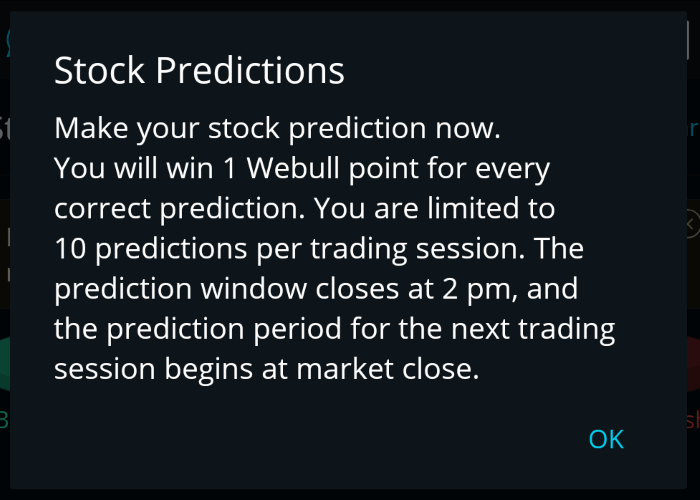 Stock Predictions
Make your stock prediction now.
You will win 1 Webull point for every
correct prediction. You are limited to
10 predictions per trading session. The
prediction window closes at 2 pm, and
the prediction period for the next trading
session begins at market close.
OK